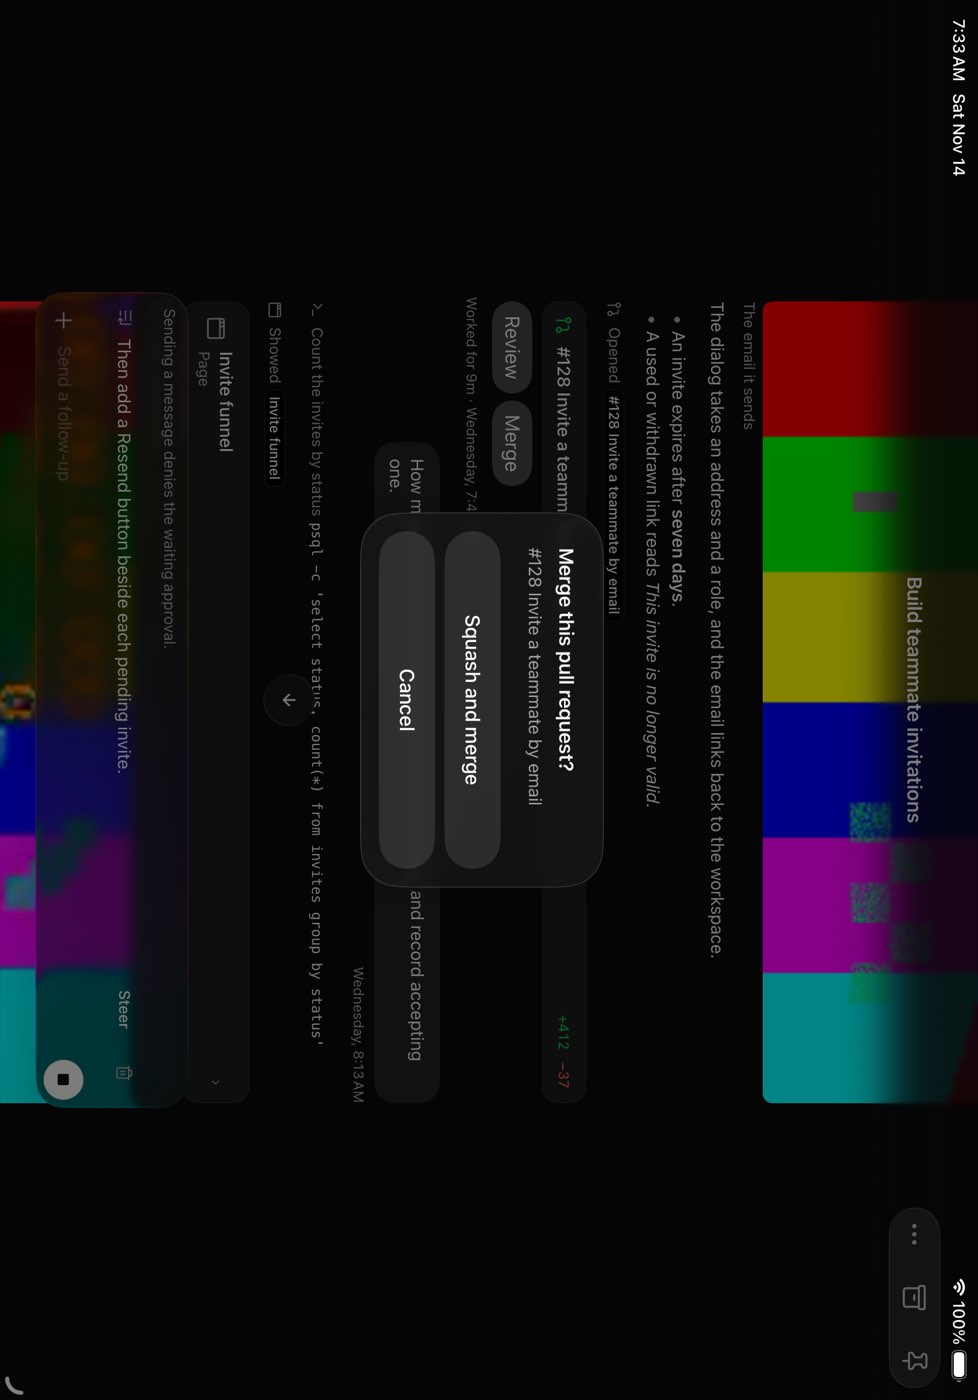 7:33 AM Sat Nov 14
100%
Build teammate invitations
The email it sends
The dialog takes an address and a role, and the email links back to the workspace.
• An invite expires after seven days.
• A used or withdrawn link reads This invite is no longer valid.
Opened #128 Invite a teammate by email
#128 Invite a teamm
+412 −37
Merge this pull request?
#128 Invite a teammate by email
Review
Merge
Squash and merge
Worked for 9m · Wednesday, 7:4
How m
and record accepting
one.
Cancel
Wednesday, 8:13 AM
Count the invites by status psql -c 'select status, count(*) from invites group by status'
Showed Invite funnel
Invite funnel
Page
Sending a message denies the waiting approval.
Then add a Resend button beside each pending invite.
Steer
Send a follow-up